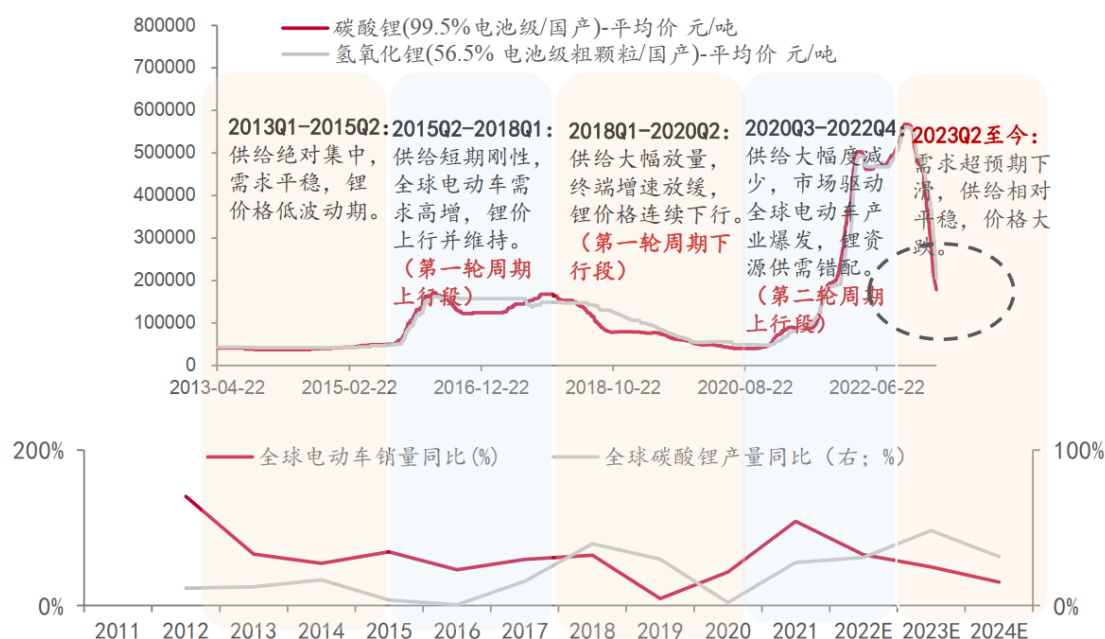 800000
碳酸锂(99.5%电池级/国产)-平均价 元/吨
700000
氢氧化锂(56.5% 电池级粗颗粒/国产)-平均价 元/吨
600000
500000
400000
300000
200000
100000
0
2013Q1-2015Q2:
供给绝对集中，
需求平稳，锂
价格低波动期。
2015Q2-2018Q1:
供给短期刚性，
全球电动车需
求高增，锂价
上行并维持。
（第一轮周期
上行段）
2018Q1-2020Q2:
供给大幅放量，
终端增速放缓，
锂价格连续下行。
（第一轮周期下
行段）
2020Q3-2022Q4:
供给大幅度减
少，市场驱动
全球电动车产
业爆发，锂资
源供需错配。
（第二轮周期
上行段）
2023Q2至今:
需求超预期下
滑，供给相对
平稳，价格大
跌。
2013-04-22 2015-02-22 2016-12-22 2018-10-22 2020-08-22 2022-06-22
200%
100%
全球电动车销量同比(%) 全球碳酸锂产量同比（右；%）
0%
0%
2011 2012 2013 2014 2015 2016 2017 2018 2019 2020 2021 2022E 2023E 2024E